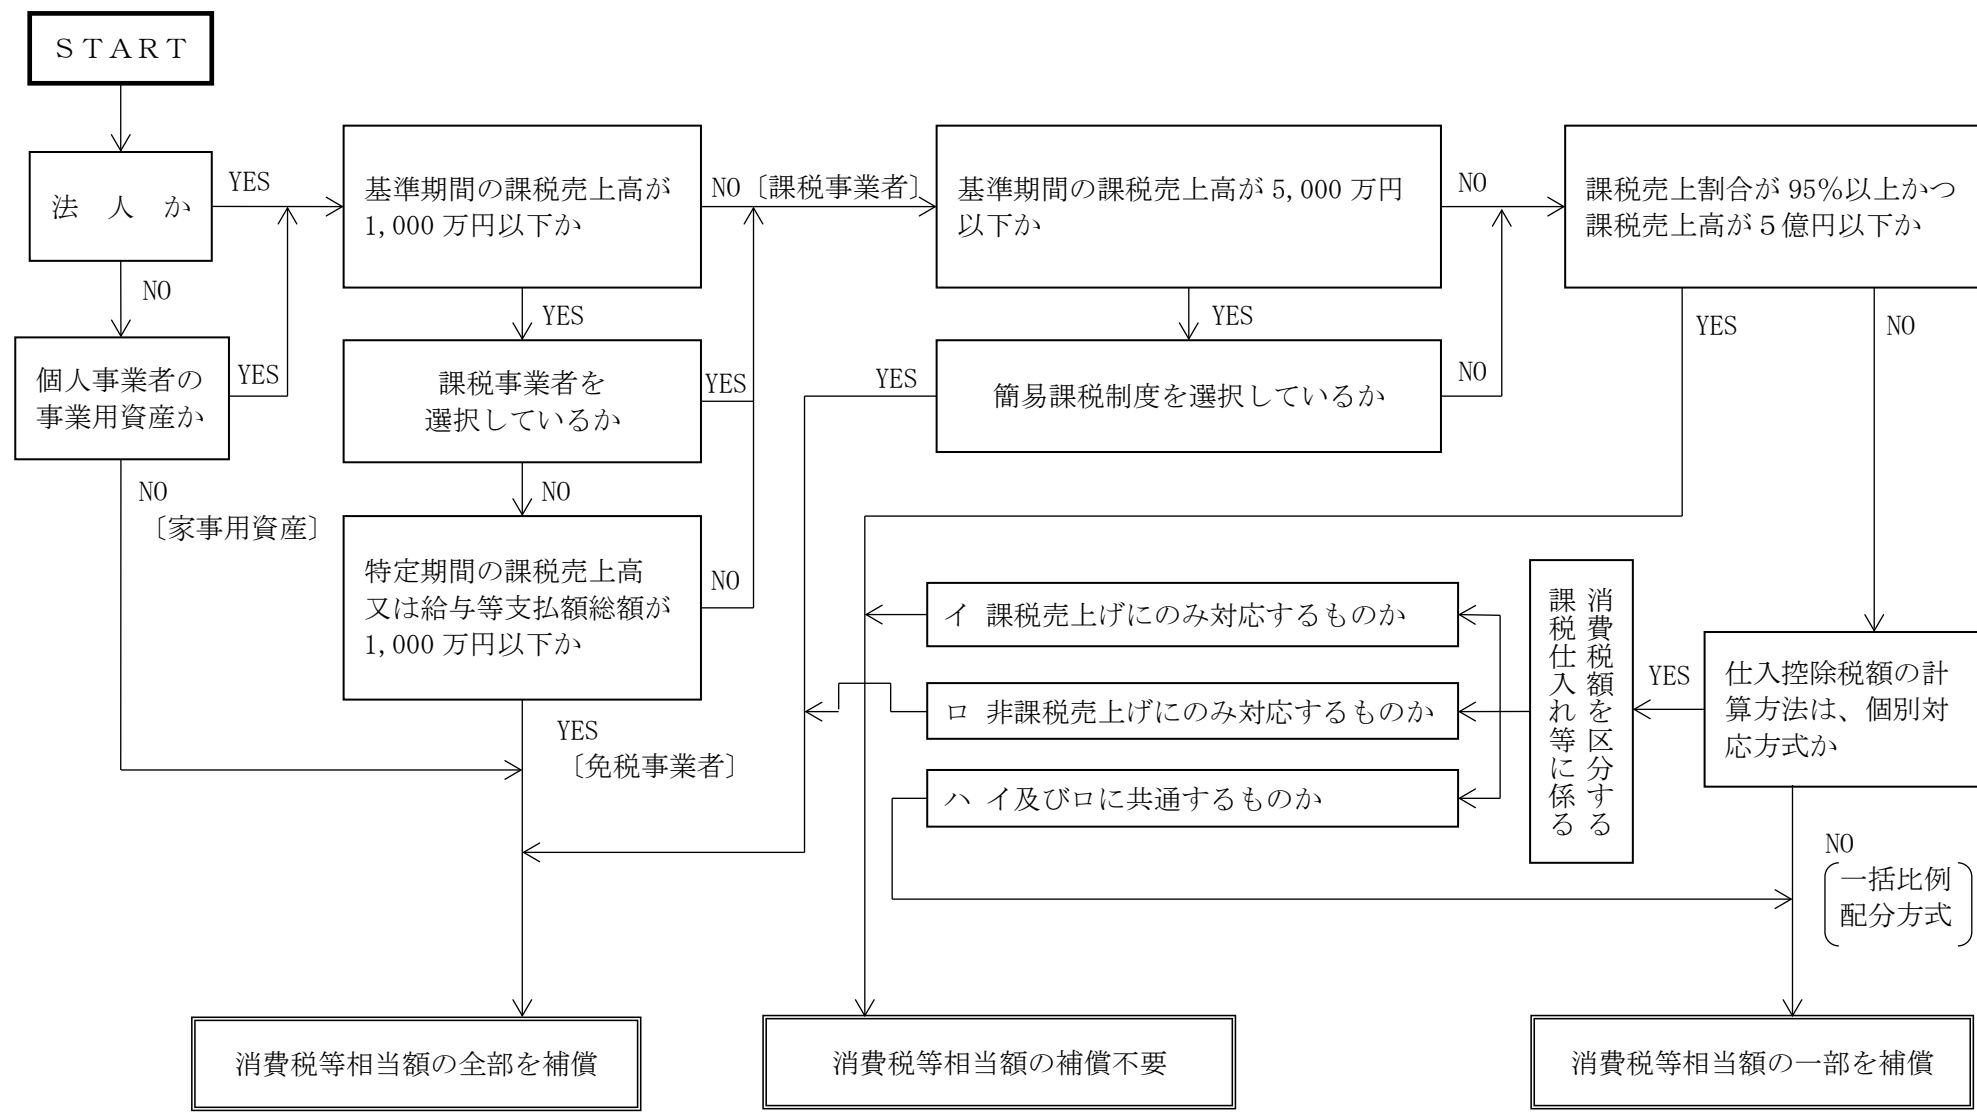 ＳＴＡＲＴ
法　人　か
YES
NO
個人事業者の
事業用資産か
YES
NO
〔家事用資産〕
基準期間の課税売上高が
1,000 万円以下か
NO〔課税事業者〕
YES
課税事業者を
選択しているか
YES
NO
特定期間の課税売上高
又は給与等支払額総額が
1,000 万円以下か
NO
YES
〔免税事業者〕
基準期間の課税売上高が 5,000 万円
以下か
NO
YES
簡易課税制度を選択しているか
YES
NO
課税売上割合が 95％以上かつ
課税売上高が５億円以下か
YES
NO
仕入控除税額の計
算方法は、個別対
応方式か
YES
NO
一括比例
配分方式
消費税額を区分する
課税仕入れ等に係る
イ 課税売上げにのみ対応するものか
ロ 非課税売上げにのみ対応するものか
ハ イ及びロに共通するものか
消費税等相当額の全部を補償
消費税等相当額の補償不要
消費税等相当額の一部を補償